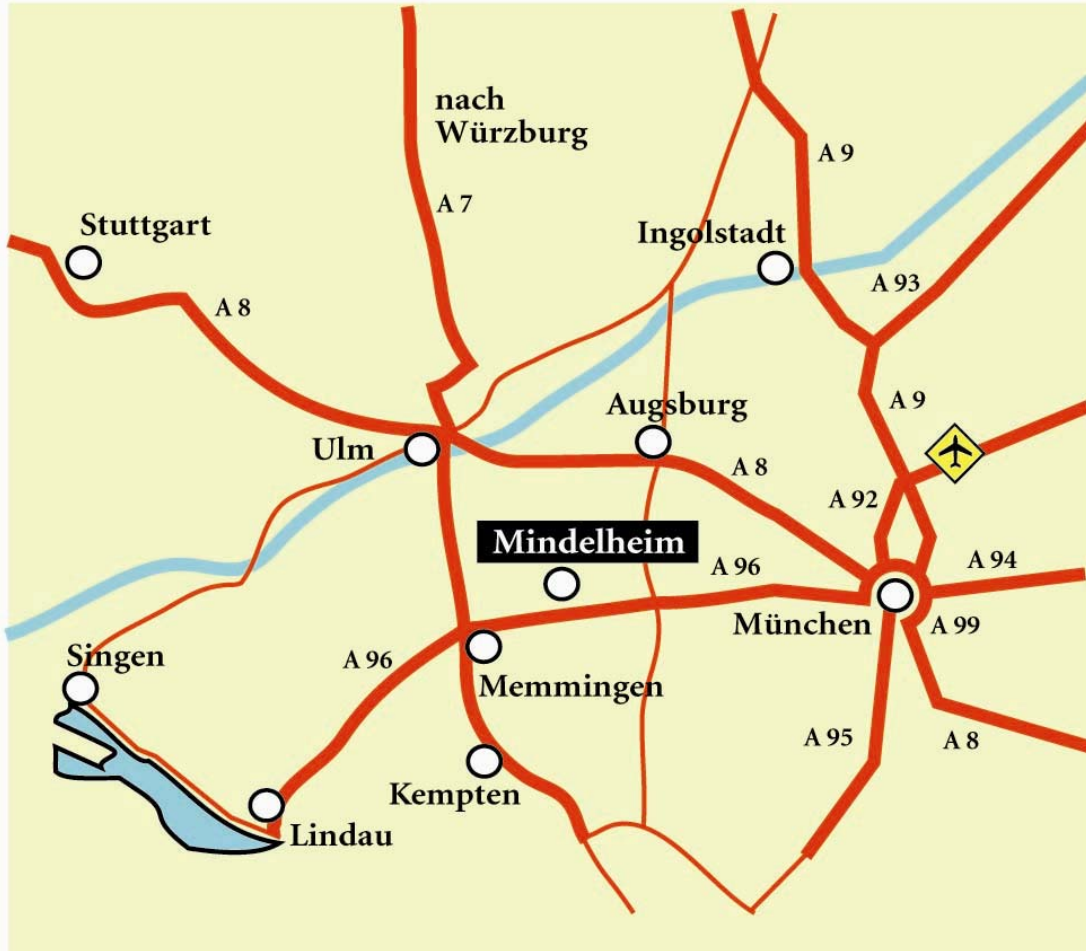 nach
Würzburg
A 9
A 7
Stuttgart
Ingolstadt
A 93
A 8
A 9
Augsburg
Ulm
A 8
A 92
Mindelheim
A 94
A 96
München
A 99
Singen
A 96
Memmingen
A 95
A 8
Kempten
Lindau